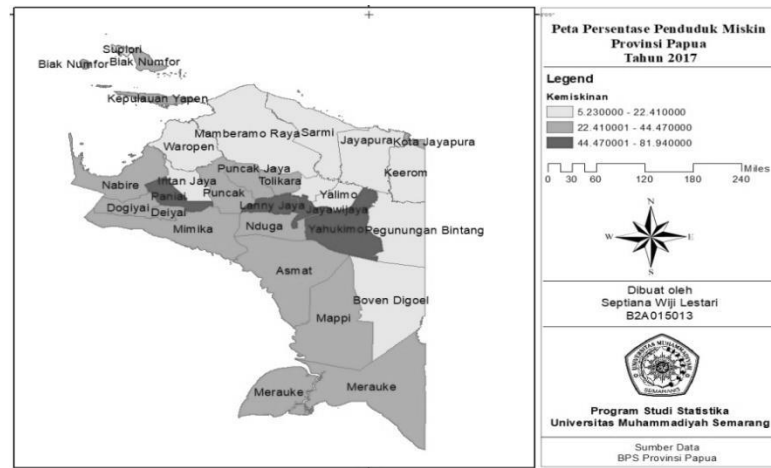 Peta Persentase Penduduk Miskin
Provinsi Papua
Tahun 2017
Legend
Kemiskinan
5.230000 - 22.410000
22.410001 - 44.470000
44.470001 - 81.940000
Miles
0 30 60 120 180 240
N
W E
S
Dibuat oleh
Septiana Wiji Lestari
B2A015013
UNIVERSITAS MUHAMMADIYAH
SEMARANG
Program Studi Statistika
Universitas Muhammadiyah Semarang
Sumber Data
BPS Provinsi Papua
Supiori
Biak Numfor
Biak Numfor
Kepulauan Yapen
Mamberamo Raya
Sarmi
Waropen
Jayapura
Kota Jayapura
Keerom
Puncak Jaya
Intan Jaya
Tolikara
Nabire
Paniai
Puncak
Yalimo
Dogiyai
Deiyai
Lanny Jaya
Jayawijaya
Mimika
Nduga
Yahukimo
Pegunungan Bintang
Asmat
Boven Digoel
Mappi
Merauke
Merauke